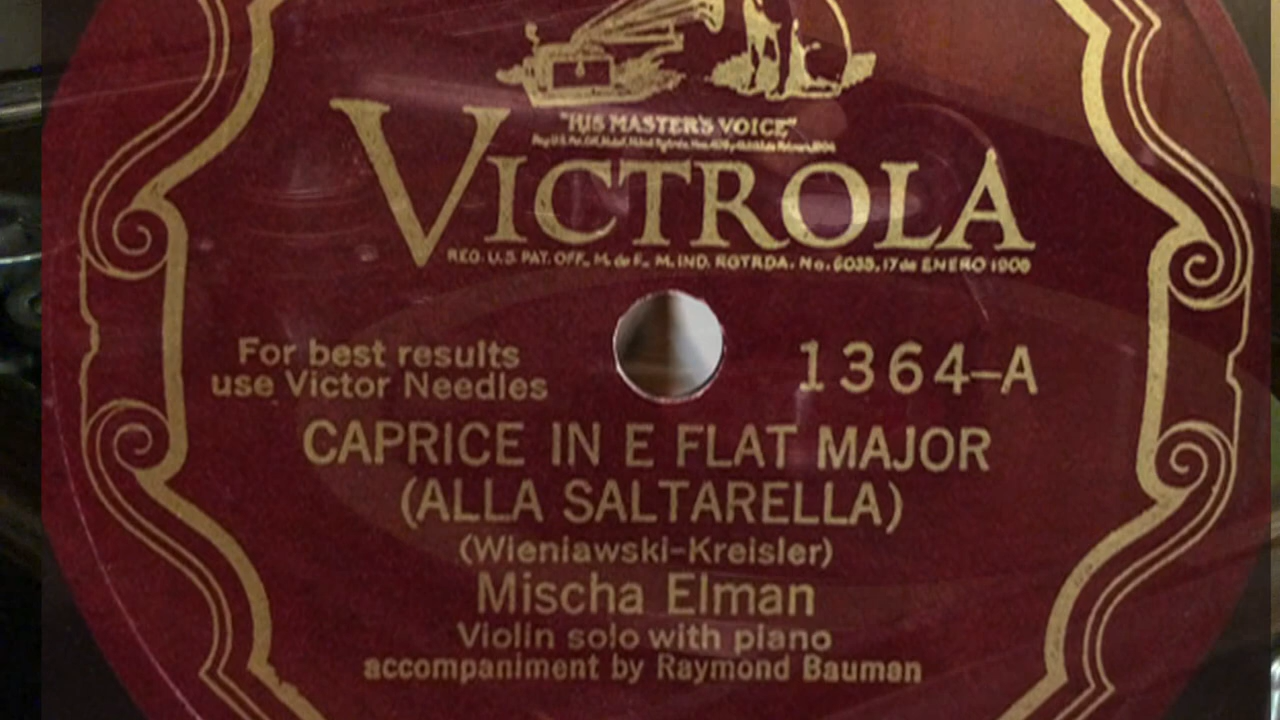 "HIS MASTER'S VOICE"
VICTROLA
REG. U.S. PAT. OFF. M. de F. M. IND. RGTRDA. No. 6035, 17 de ENERO 1908
For best results
use Victor Needles
1364-A
CAPRICE IN E FLAT MAJOR
(ALLA SALTARELLA)
(Wieniawski-Kreisler)
Mischa Elman
Violin solo with piano
accompaniment by Raymond Bauman